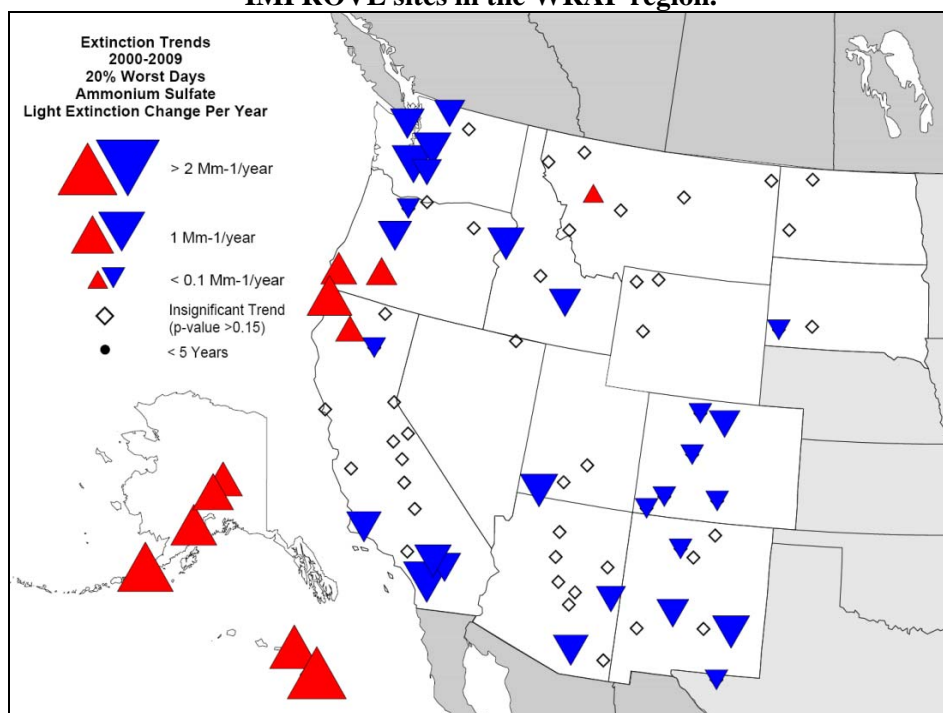 IMPROVE sites in the WRAP region.
Extinction Trends
2000-2009
20% Worst Days
Ammonium Sulfate
Light Extinction Change Per Year
> 2 Mm-1/year
1 Mm-1/year
< 0.1 Mm-1/year
Insignificant Trend
(p-value >0.15)
< 5 Years